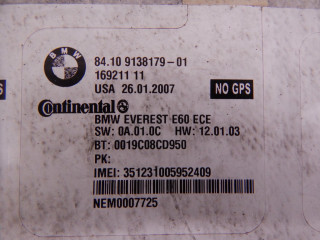 BMW
84.10 9138179-01
169211 11
USA 26.01.2007
NO GPS
Continental
BMW EVEREST E60 ECE
SW: 0A.01.0C HW: 12.01.03
BT: 0019C08CD950
PK:
IMEI: 351231005952409
NEM0007725